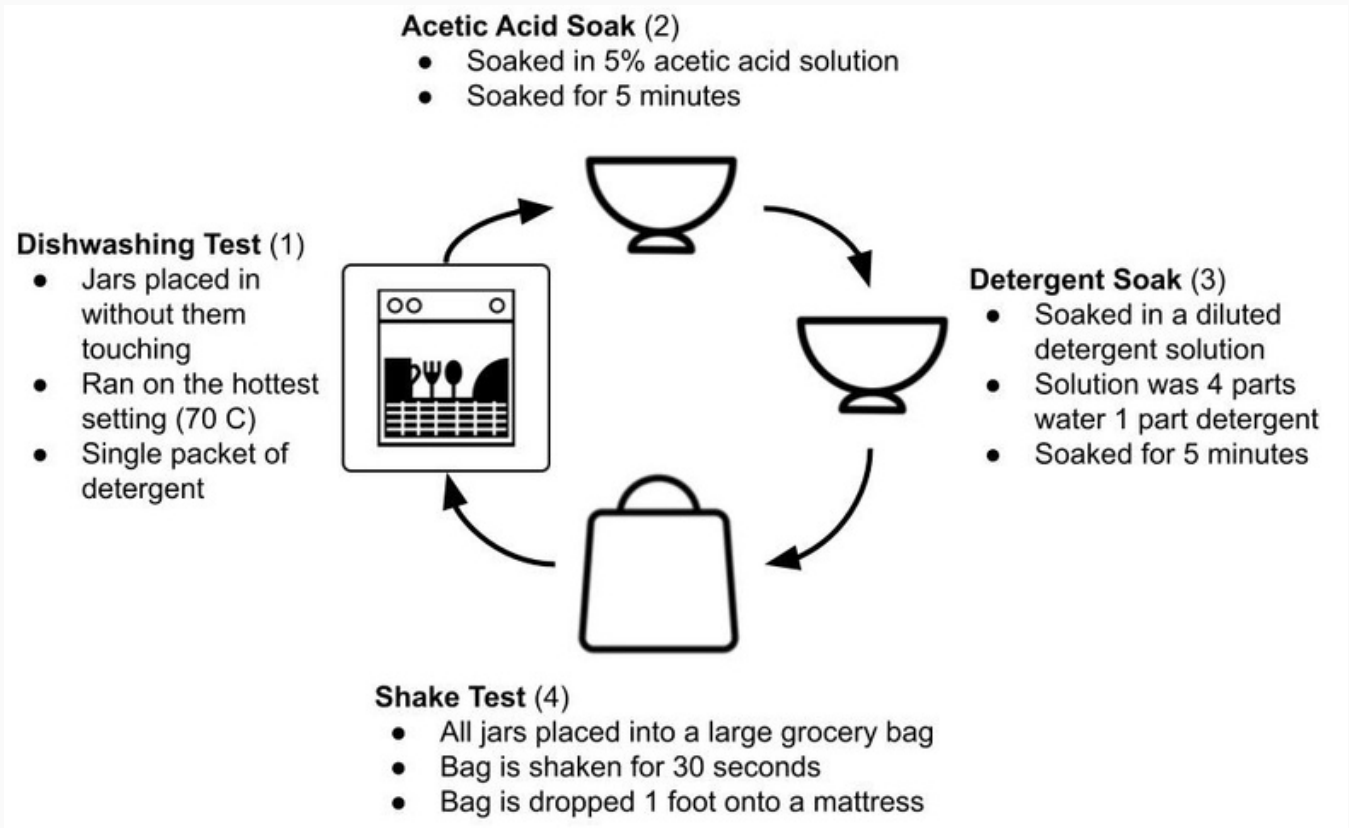 Acetic Acid Soak (2)
● Soaked in 5% acetic acid solution
● Soaked for 5 minutes
Dishwashing Test (1)
● Jars placed in
without them
touching
● Ran on the hottest
setting (70 C)
● Single packet of
detergent
Detergent Soak (3)
● Soaked in a diluted
detergent solution
● Solution was 4 parts
water 1 part detergent
● Soaked for 5 minutes
Shake Test (4)
● All jars placed into a large grocery bag
● Bag is shaken for 30 seconds
● Bag is dropped 1 foot onto a mattress